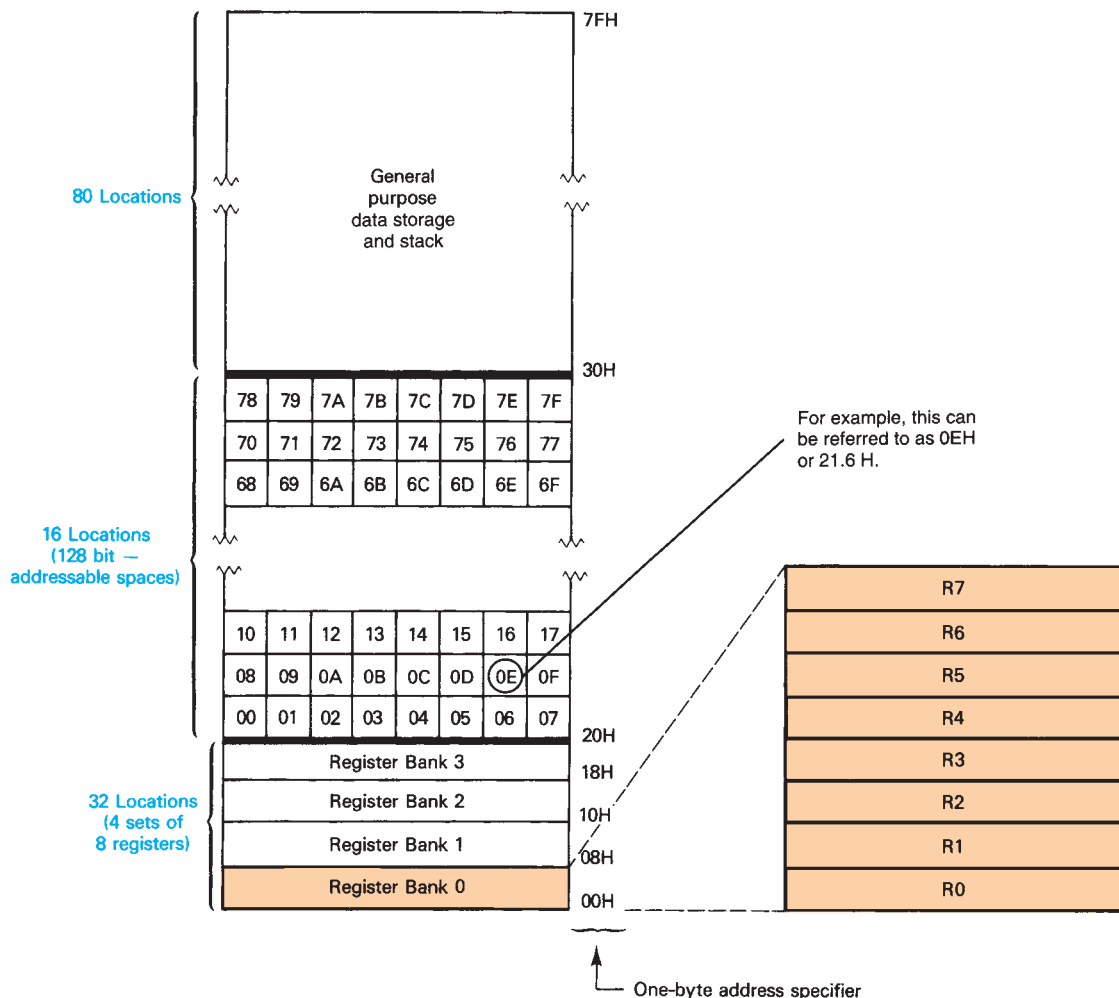 7FH
80 Locations
General
purpose
data storage
and stack
30H
78 79 7A 7B 7C 7D 7E 7F
70 71 72 73 74 75 76 77
68 69 6A 6B 6C 6D 6E 6F
For example, this can
be referred to as 0EH
or 21.6 H.
16 Locations
(128 bit —
addressable spaces)
10 11 12 13 14 15 16 17
08 09 0A 0B 0C 0D 0E 0F
00 01 02 03 04 05 06 07
20H
Register Bank 3
18H
32 Locations
(4 sets of
8 registers)
Register Bank 2
10H
Register Bank 1
08H
Register Bank 0
00H
R7
R6
R5
R4
R3
R2
R1
R0
One-byte address specifier